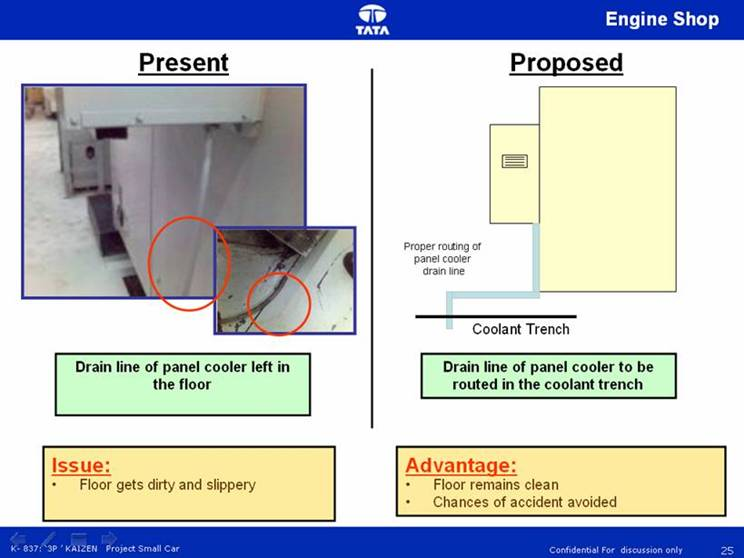 TATA
Engine Shop
Present
Proposed
Proper routing of
panel cooler
drain line
Coolant Trench
Drain line of panel cooler left in
the floor
Drain line of panel cooler to be
routed in the coolant trench
Issue:
• Floor gets dirty and slippery
Advantage:
• Floor remains clean
• Chances of accident avoided
K- 837: ‘3P ’ KAIZEN Project Small Car
Confidential For discussion only
25